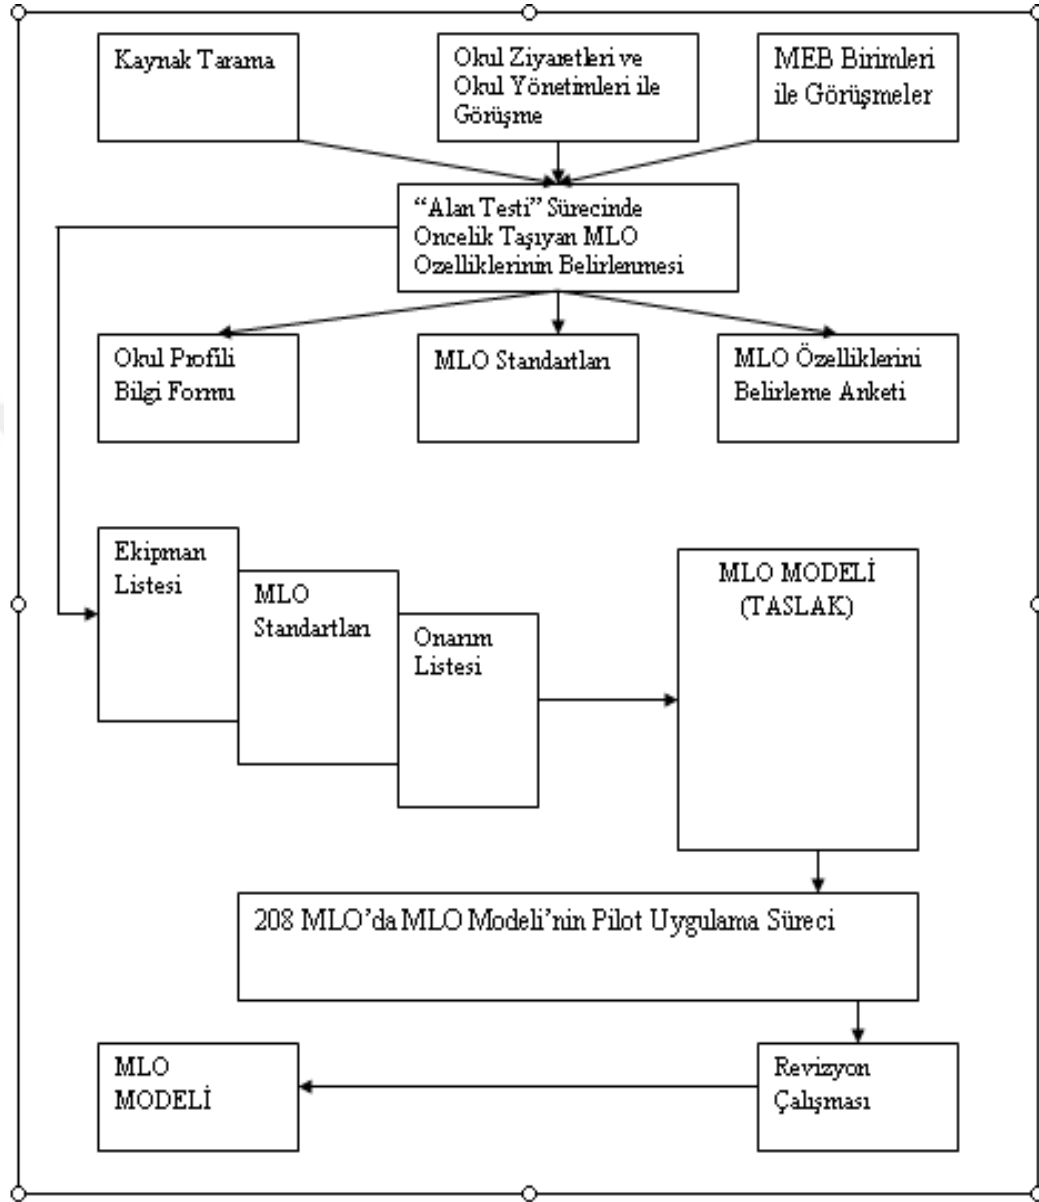 Kaynak Tarama
Okul Ziyaretleri ve
Okul Yönetimleri ile
Görüşme
MEB Birimleri
ile Görüşmeler
“Alan Testi” Sürecinde
Oncelik Taşıyan MLO
Ozelliklerinin Belirlenmesi
Okul Profili
Bilgi Formu
MLO Standartları
MLO Özelliklerini
Belirleme Anketi
Ekipman
Listesi
MLO
Standartları
Onarım
Listesi
MLO MODELİ
(TASLAK)
208 MLO’da MLO Modeli’nin Pilot Uygulama Süreci
MLO
MODELİ
Revizyon
Çalışması